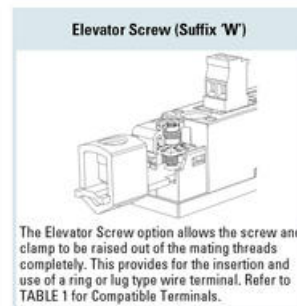 Elevator Screw (Suffix ‘W’)
The Elevator Screw option allows the screw and
clamp to be raised out of the mating threads
completely. This provides for the insertion and
use of a ring or lug type wire terminal. Refer to
TABLE 1 for Compatible Terminals.